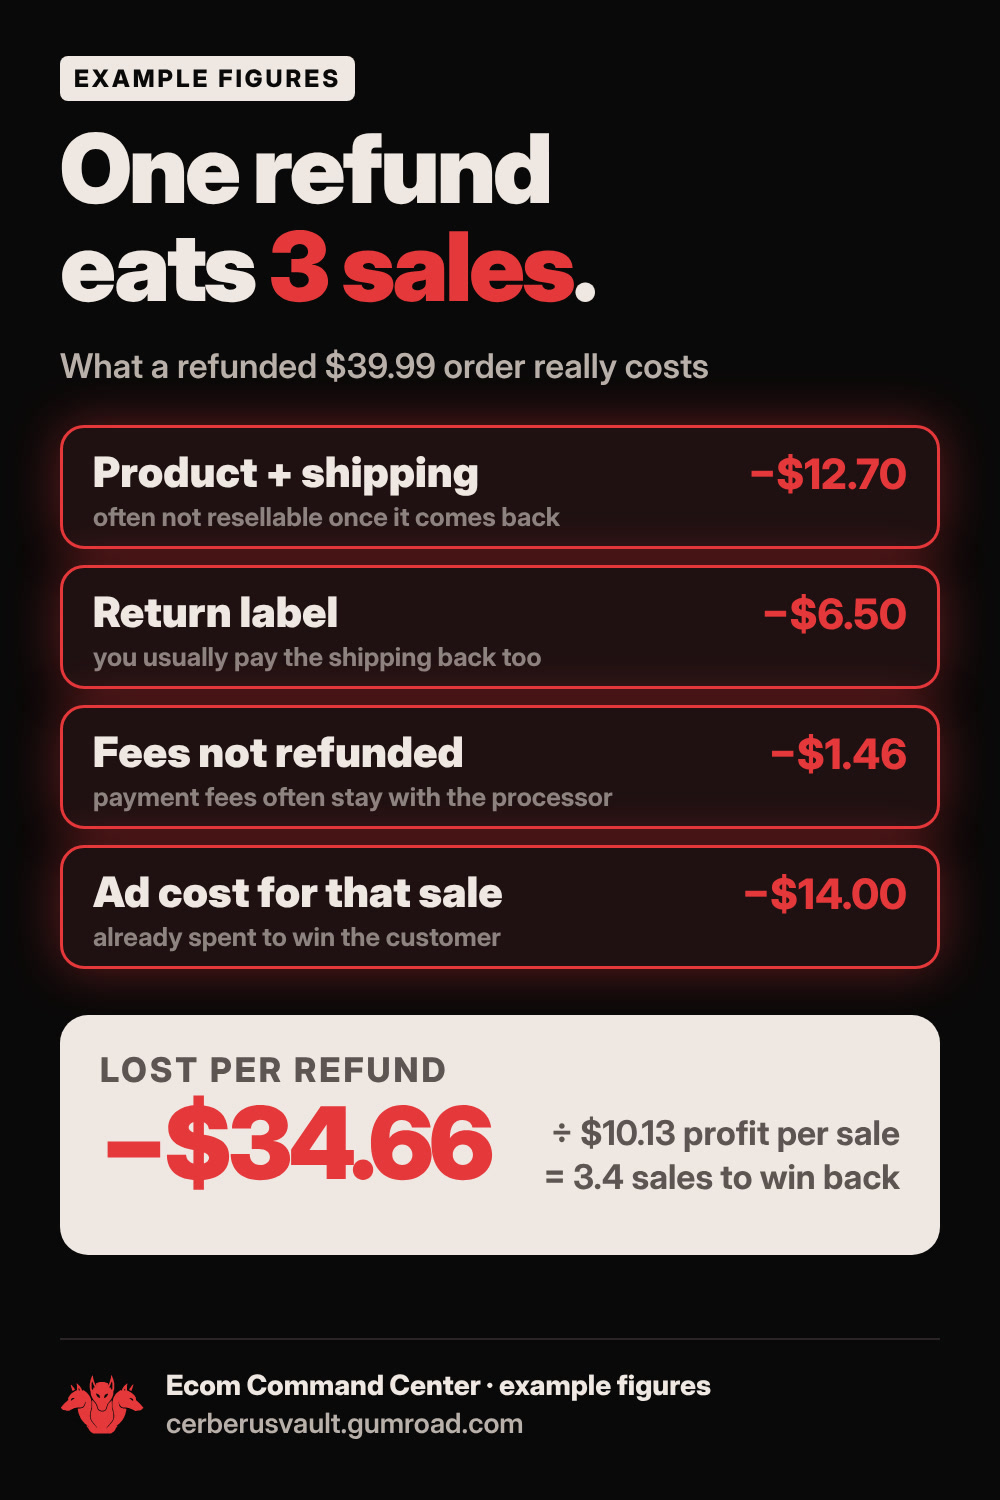 EXAMPLE FIGURES
One refund
eats 3 sales.
What a refunded $39.99 order really costs
Product + shipping
−$12.70
often not resellable once it comes back
Return label
−$6.50
you usually pay the shipping back too
Fees not refunded
−$1.46
payment fees often stay with the processor
Ad cost for that sale
−$14.00
already spent to win the customer
LOST PER REFUND
−$34.66
÷ $10.13 profit per sale
= 3.4 sales to win back
Ecom Command Center · example figures
cerberusvault.gumroad.com